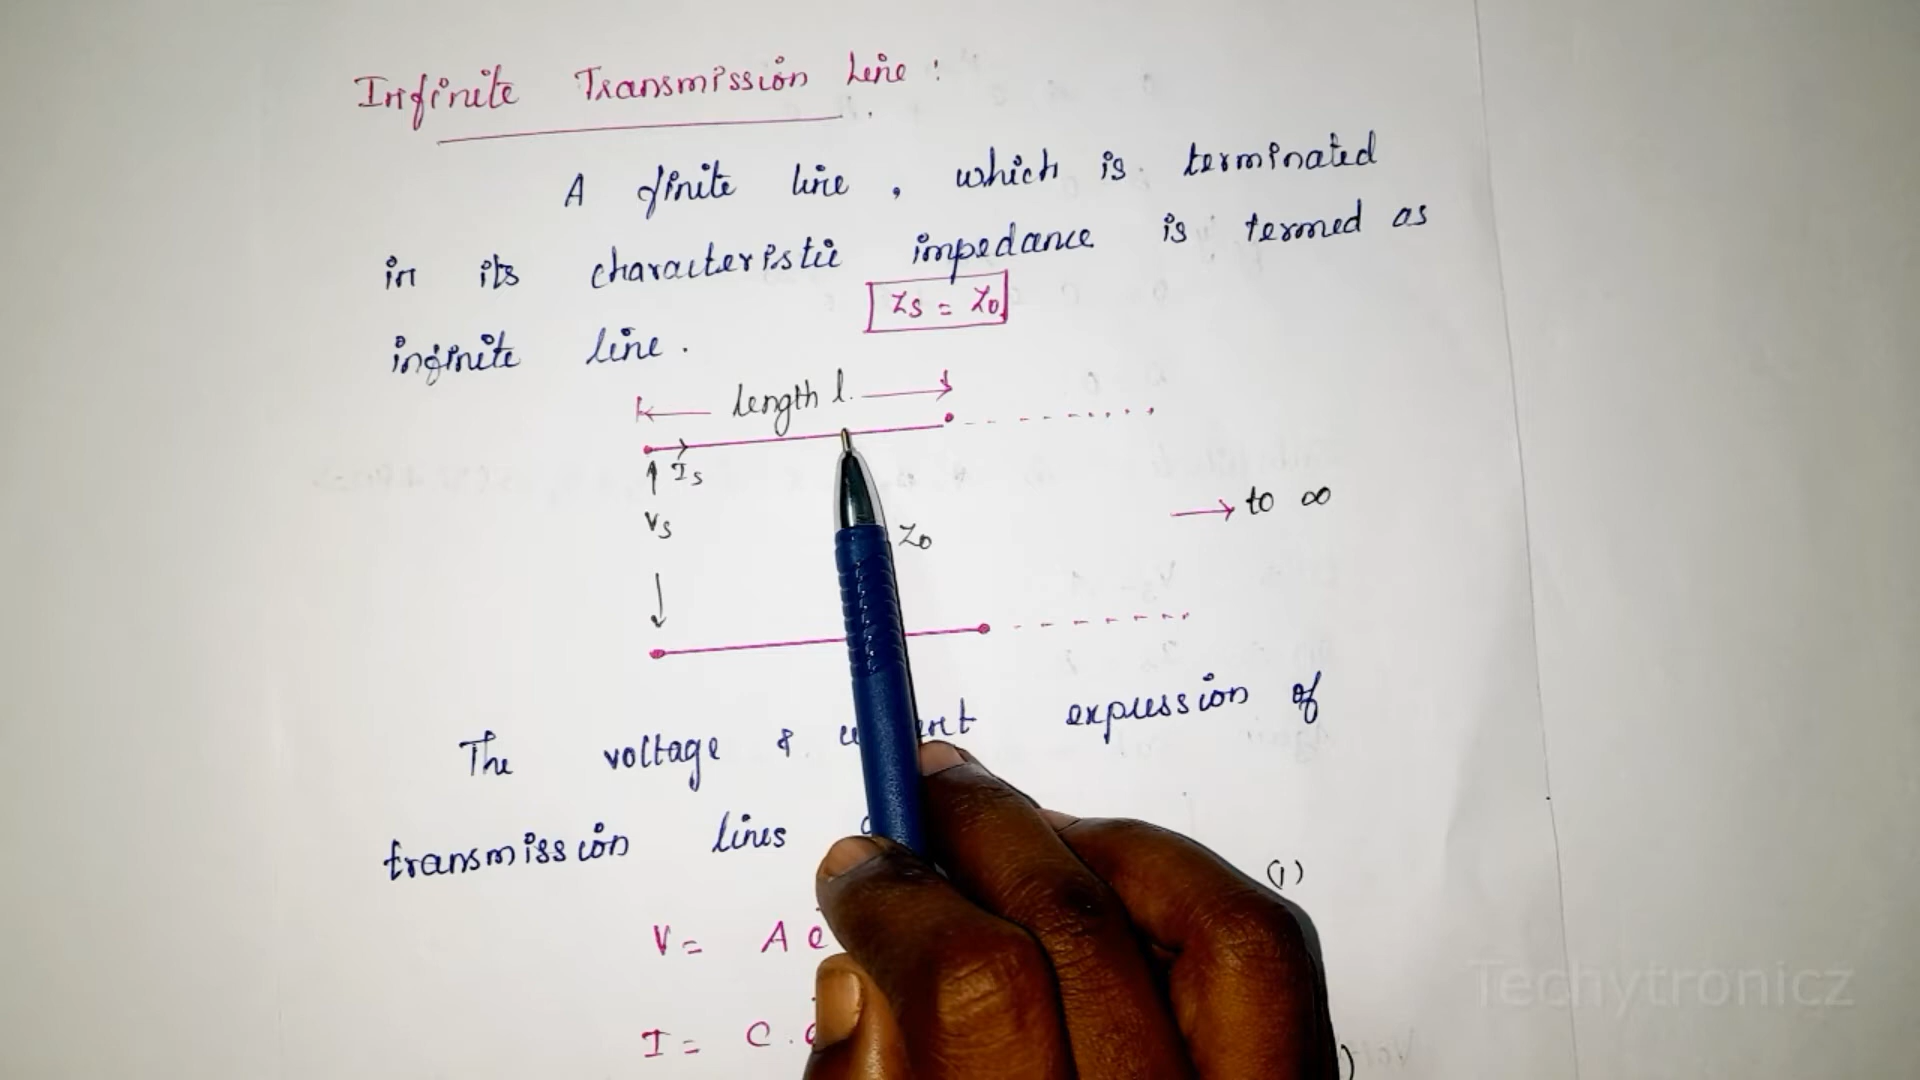 Infinite Transmission Line :
A finite line , which is terminated
in its characteristic impedance is termed as
Zs = Z0
infinite line .
length l.
Is
Vs
Z0
to ∞
The voltage & expression of
transmission lines
(1)
V = A e
I = C .
Techytronicz